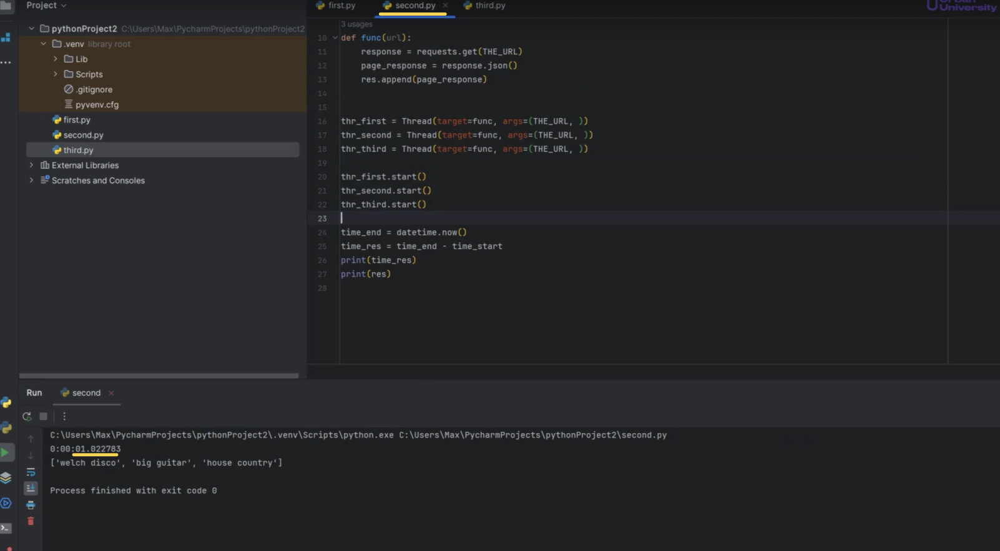 Project
first.py
second.py
third.py
Urban
University
pythonProject2 C:\Users\Max\PycharmProjects\pythonProject2
.venv library root
Lib
Scripts
.gitignore
pyvenv.cfg
first.py
second.py
third.py
External Libraries
Scratches and Consoles
3 usages
10 def func(url):
11 response = requests.get(THE_URL)
12 page_response = response.json()
13 res.append(page_response)
14
15
16 thr_first = Thread(target=func, args=(THE_URL, ))
17 thr_second = Thread(target=func, args=(THE_URL, ))
18 thr_third = Thread(target=func, args=(THE_URL, ))
19
20 thr_first.start()
21 thr_second.start()
22 thr_third.start()
23
24 time_end = datetime.now()
25 time_res = time_end - time_start
26 print(time_res)
27 print(res)
28
Run second
C:\Users\Max\PycharmProjects\pythonProject2\.venv\Scripts\python.exe C:\Users\Max\PycharmProjects\pythonProject2\second.py
0:00:01.022783
['welch disco', 'big guitar', 'house country']
Process finished with exit code 0